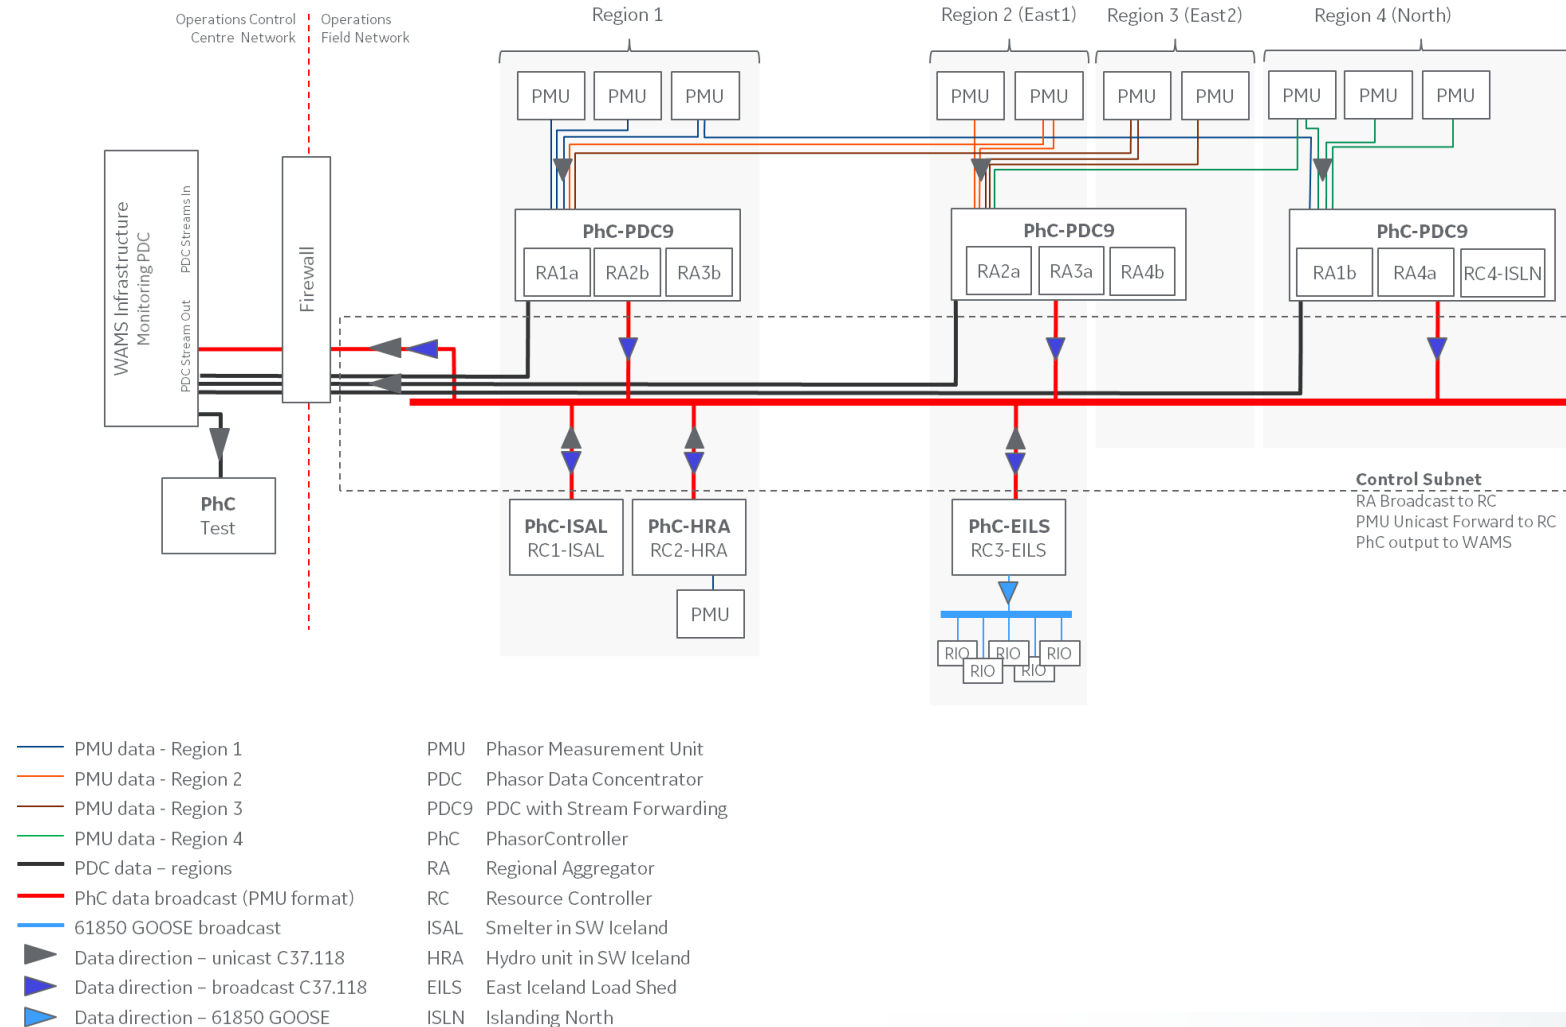 Operations Control
Centre Network
Operations
Field Network
Region 1
Region 2 (East1)
Region 3 (East2)
Region 4 (North)
PMU
PMU
PMU
PMU
PMU
PMU
PMU
PMU
PMU
PMU
WAMS Infrastructure
Monitoring PDC
PDC Streams In
PDC Stream Out
Firewall
PhC-PDC9
RA1a
RA2b
RA3b
PhC-PDC9
RA2a
RA3a
RA4b
PhC-PDC9
RA1b
RA4a
RC4-ISLN
PhC
Test
PhC-ISAL
RC1-ISAL
PhC-HRA
RC2-HRA
PMU
PhC-EILS
RC3-EILS
RIO
RIO
RIO
RIO
RIO
Control Subnet
RA Broadcast to RC
PMU Unicast Forward to RC
PhC output to WAMS
PMU data - Region 1
PMU data - Region 2
PMU data - Region 3
PMU data - Region 4
PDC data – regions
PhC data broadcast (PMU format)
61850 GOOSE broadcast
Data direction – unicast C37.118
Data direction – broadcast C37.118
Data direction – 61850 GOOSE
PMU Phasor Measurement Unit
PDC Phasor Data Concentrator
PDC9 PDC with Stream Forwarding
PhC PhasorController
RA Regional Aggregator
RC Resource Controller
ISAL Smelter in SW Iceland
HRA Hydro unit in SW Iceland
EILS East Iceland Load Shed
ISLN Islanding North